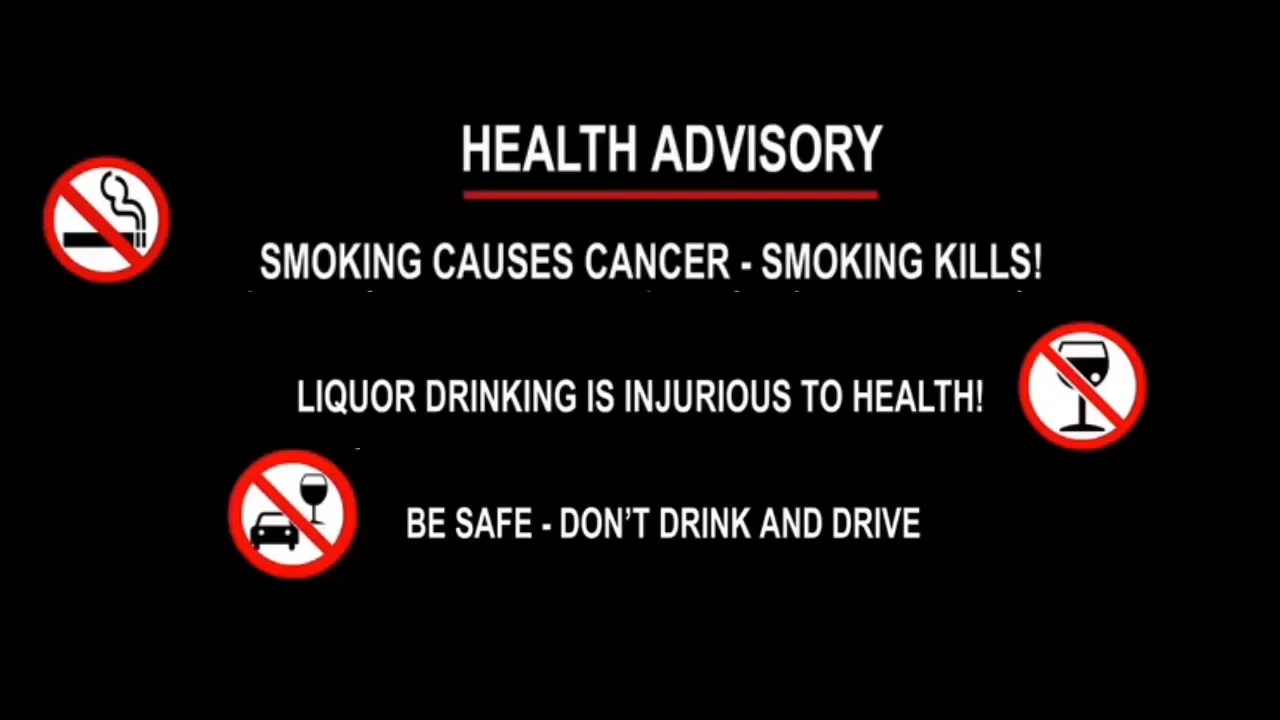 HEALTH ADVISORY
SMOKING CAUSES CANCER - SMOKING KILLS!
LIQUOR DRINKING IS INJURIOUS TO HEALTH!
BE SAFE - DON’T DRINK AND DRIVE